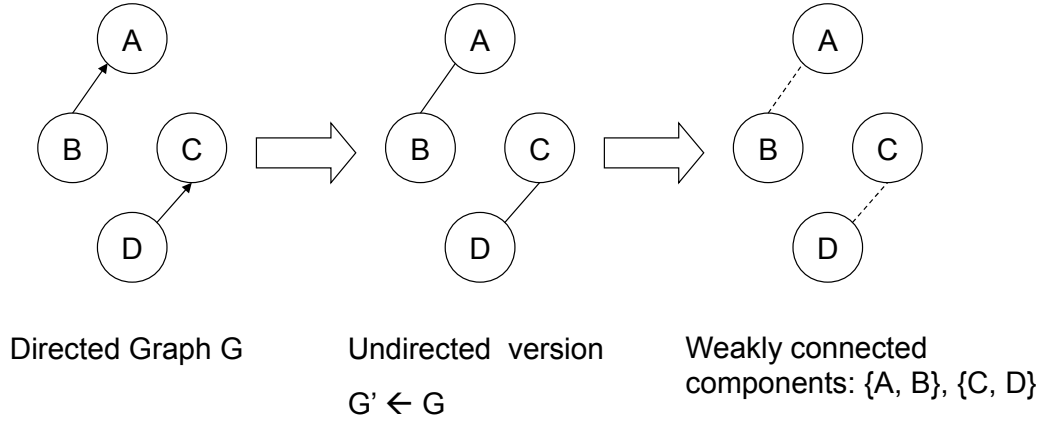 A
A
A
B
C
B
C
B
C
D
D
D
Directed Graph G
Undirected version
G' ← G
Weakly connected
components: {A, B}, {C, D}